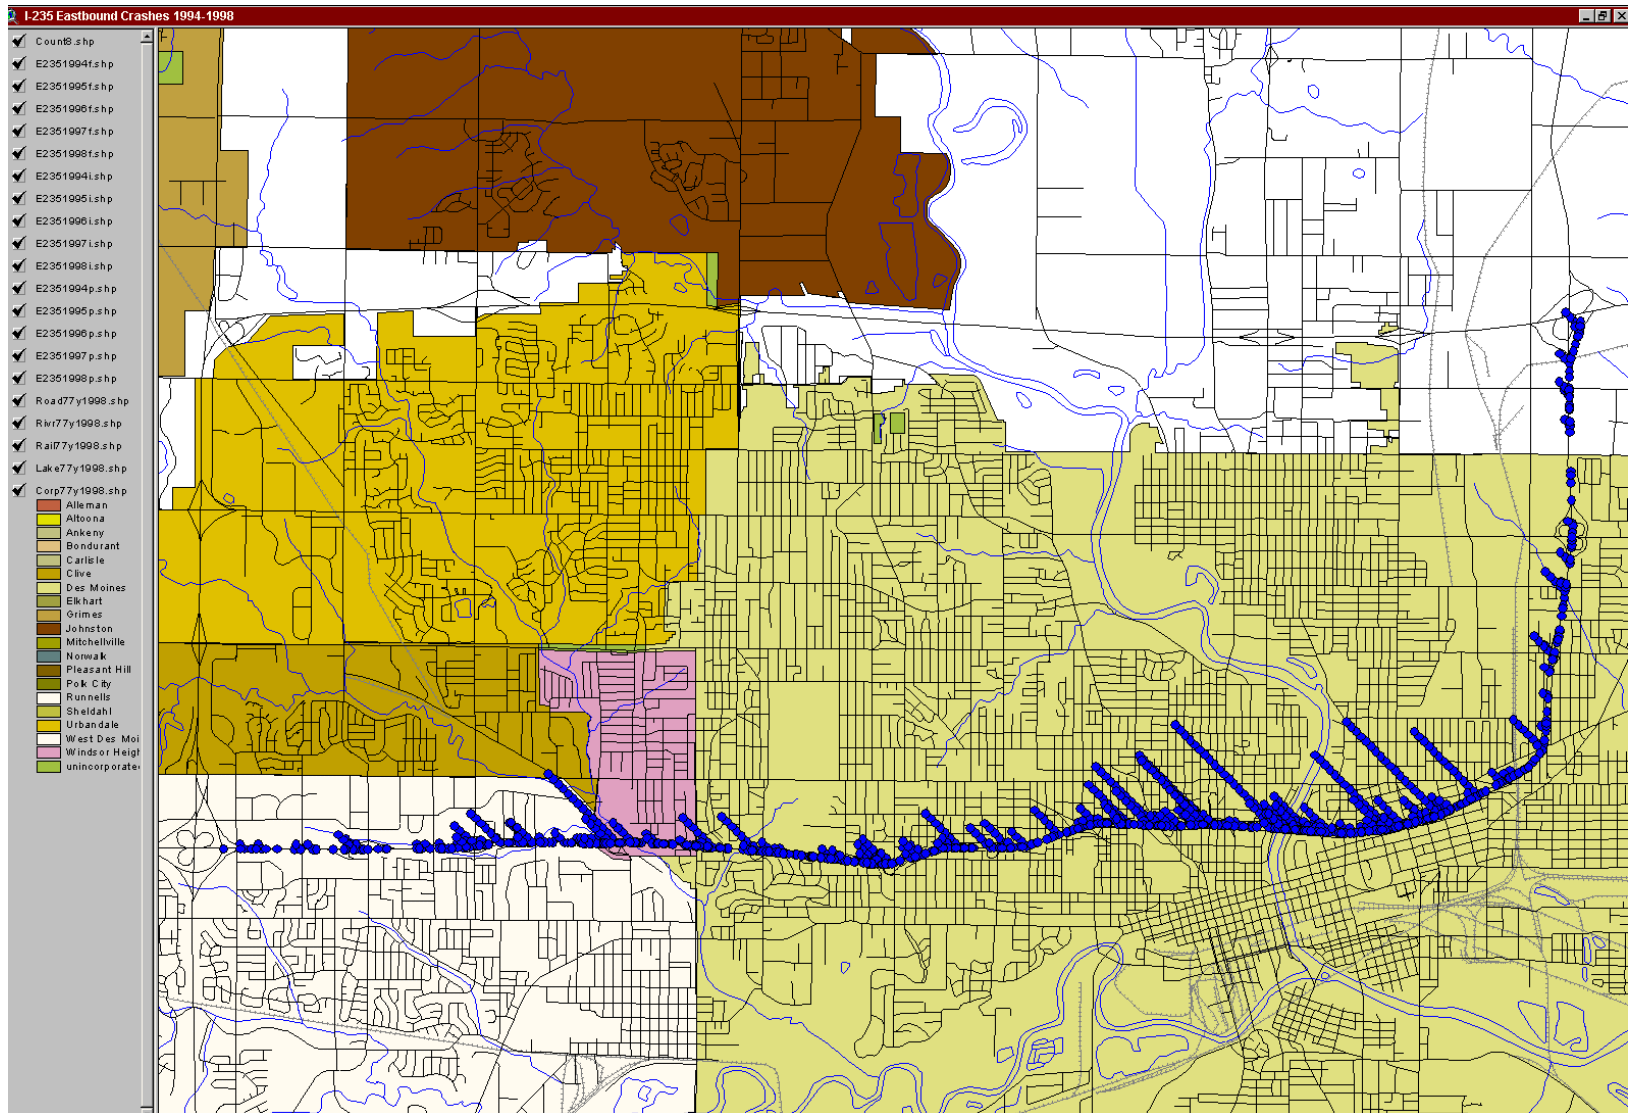 I-235 Eastbound Crashes 1994-1998
Count8.shp
E2351994f.shp
E2351995f.shp
E2351996f.shp
E2351997f.shp
E2351998f.shp
E2351994i.shp
E2351995i.shp
E2351996i.shp
E2351997i.shp
E2351998i.shp
E2351994p.shp
E2351995p.shp
E2351996p.shp
E2351997p.shp
E2351998p.shp
Road77y1998.shp
Rivr77y1998.shp
Rail77y1998.shp
Lake77y1998.shp
Corp77y1998.shp
Alleman
Altoona
Ankeny
Bondurant
Carlisle
Clive
Des Moines
Elkhart
Grimes
Johnston
Mitchellville
Norwalk
Pleasant Hill
Polk City
Runnells
Sheldahl
Urbandale
West Des Moi
Windsor Heigh
unincorporate